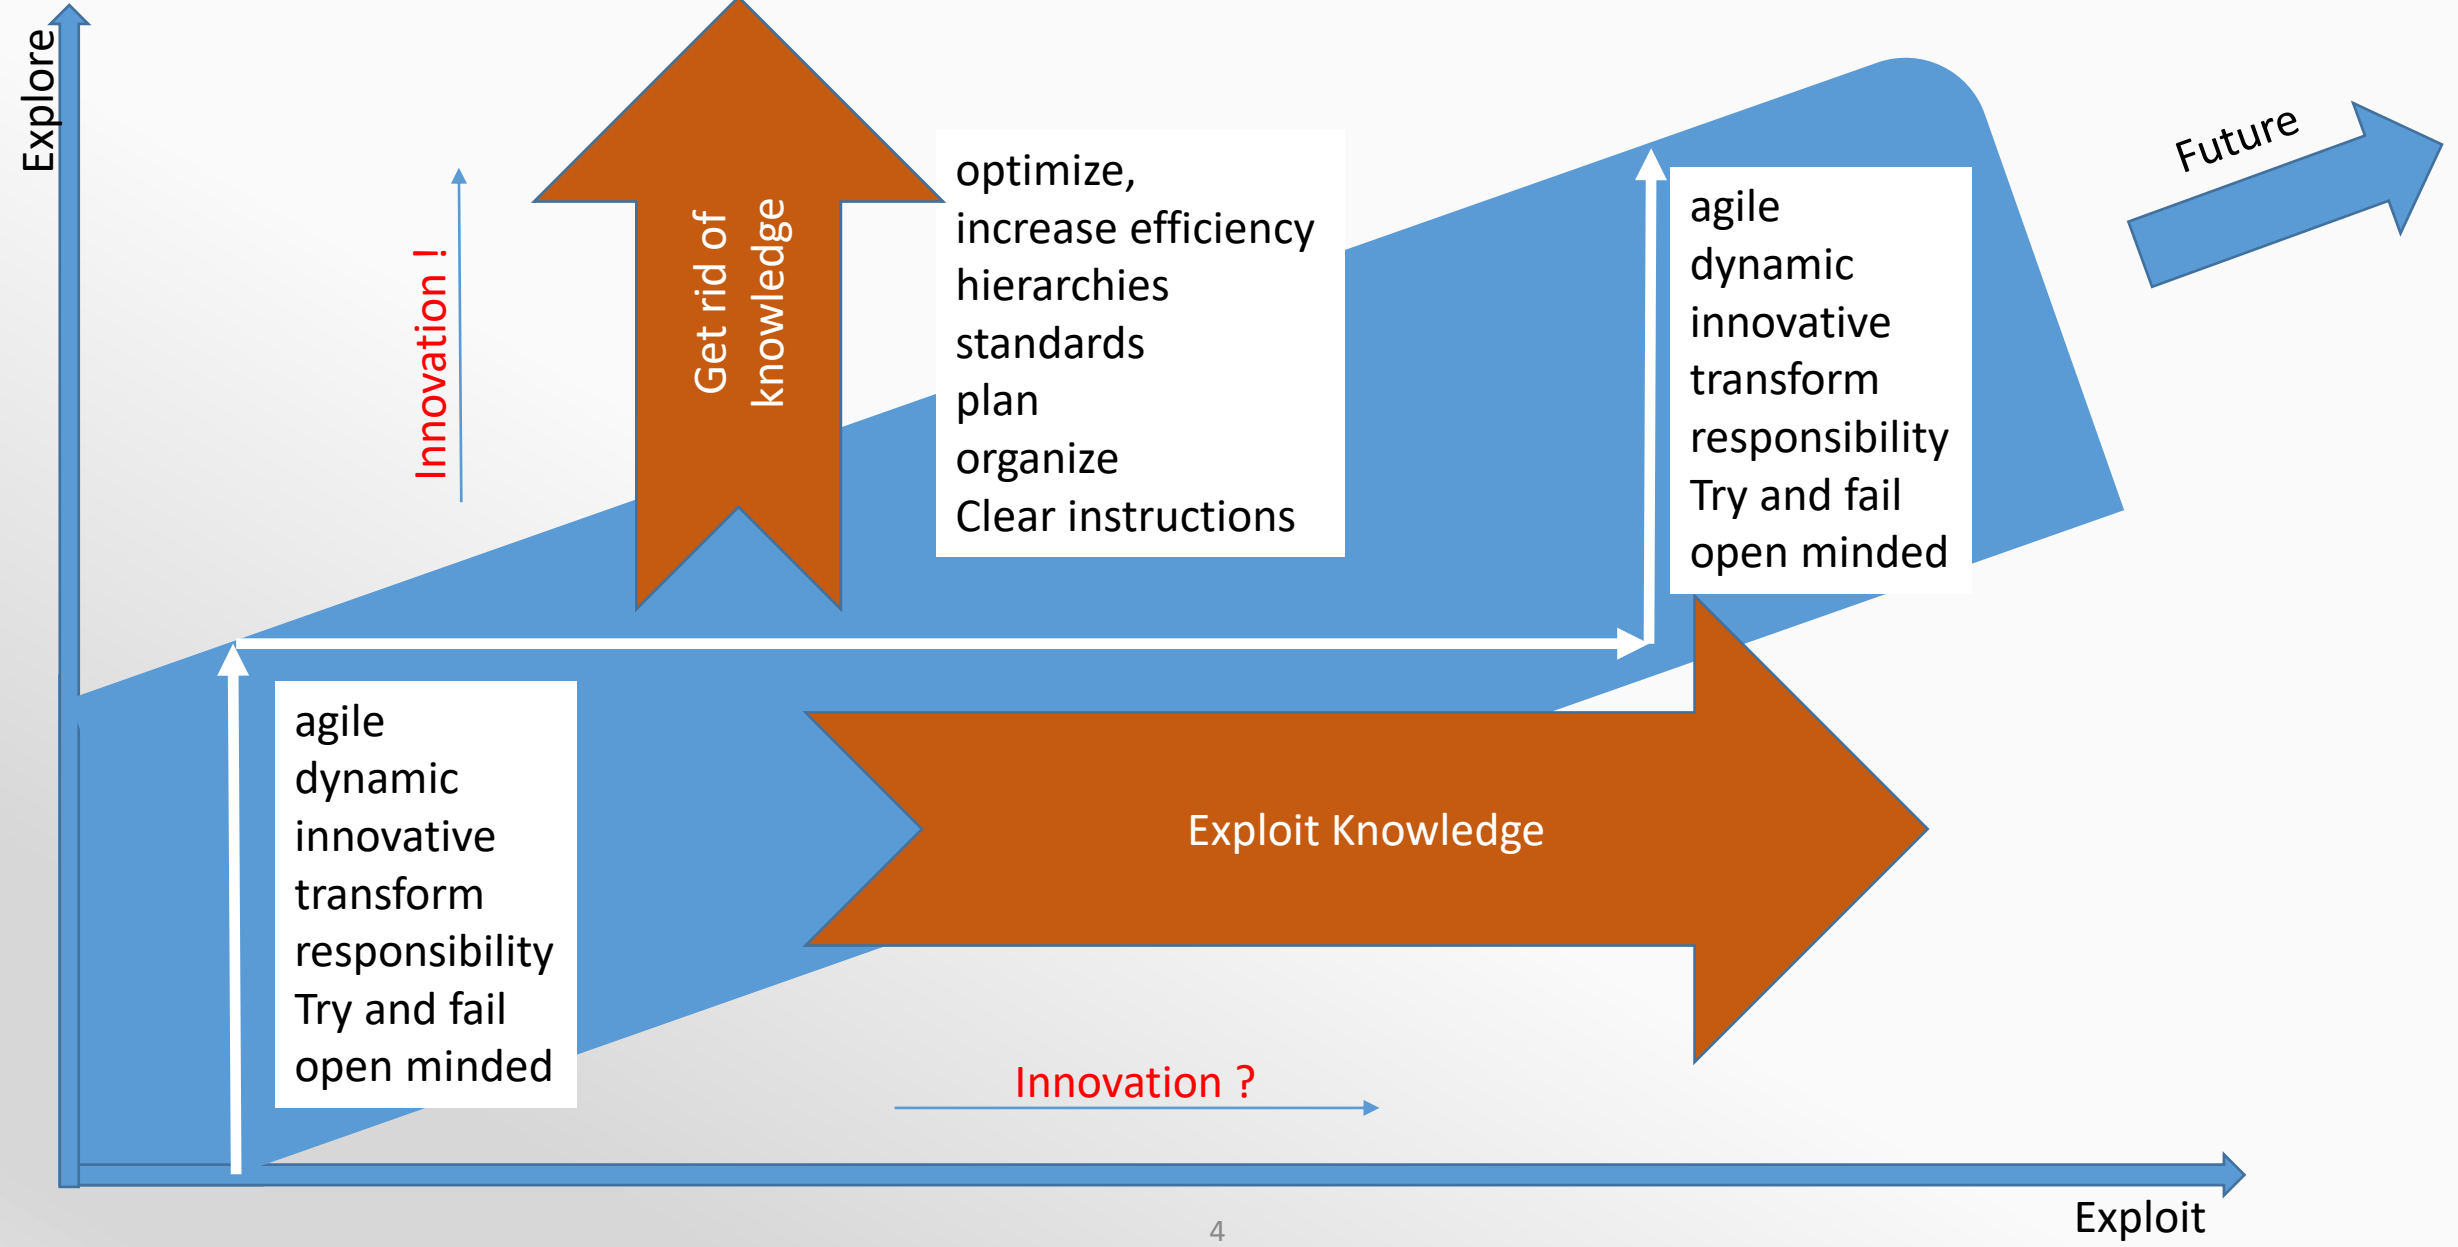 Explore
Innovation !
Get rid of
knowledge
optimize,
increase efficiency
hierarchies
standards
plan
organize
Clear instructions
agile
dynamic
innovative
transform
responsibility
Try and fail
open minded
Future
agile
dynamic
innovative
transform
responsibility
Try and fail
open minded
Exploit Knowledge
Innovation ?
Exploit
4